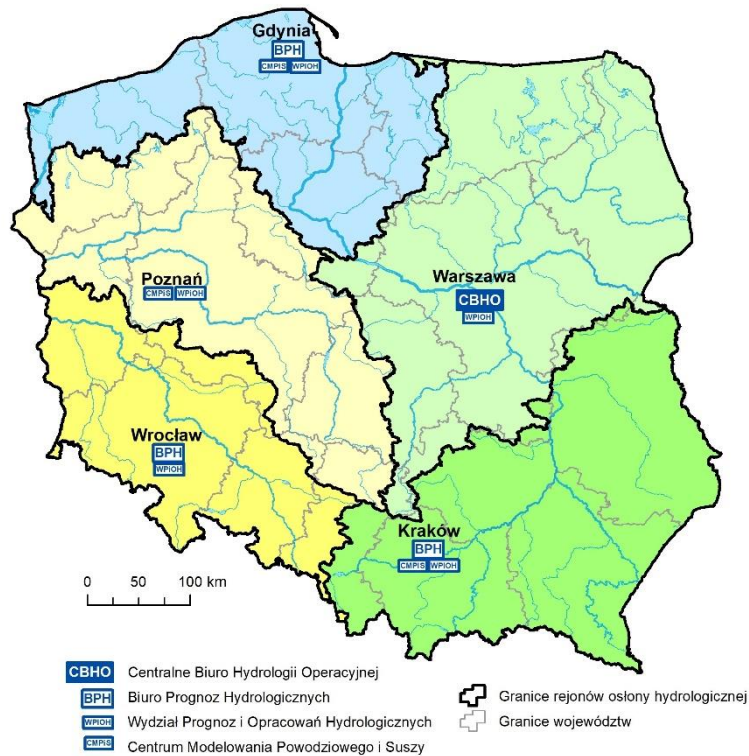 Gdynia
BPH
CMPiS WPiOH
Poznań
CMPiS WPiOH
Warszawa
CBHO
WPiOH
Wrocław
BPH
WPiOH
Kraków
BPH
CMPiS WPiOH
0 50 100 km
CBHO Centralne Biuro Hydrologii Operacyjnej
BPH Biuro Prognoz Hydrologicznych
WPiOH Wydział Prognoz i Opracowań Hydrologicznych
CMPiS Centrum Modelowania Powodziowego i Suszy
Granice rejonów osłony hydrologicznej
Granice województw